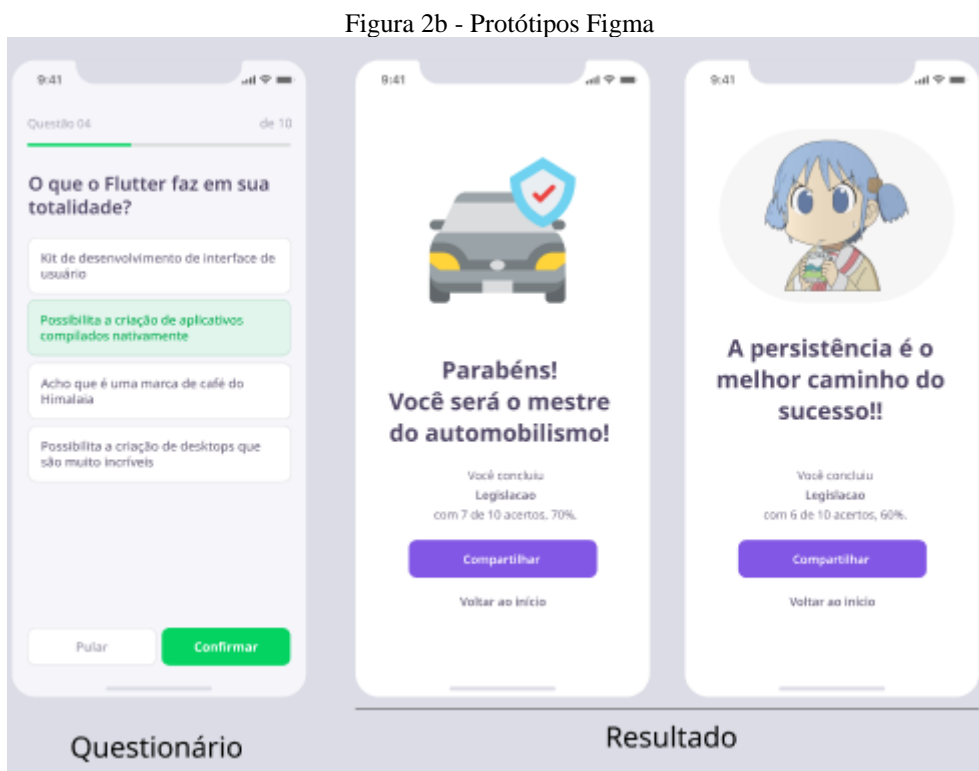 Figura 2b - Protótipos Figma
9:41
Questão 04
de 10
O que o Flutter faz em sua
totalidade?
Kit de desenvolvimento de interface de
usuário
Possibilita a criação de aplicativos
compilados nativamente
Acho que é uma marca de café do
Himalaia
Possibilita a criação de desktops que
são muito incríveis
Pular
Confirmar
Questionário
9:41
Parabéns!
Você será o mestre
do automobilismo!
Você concluiu
Legislacao
com 7 de 10 acertos, 70%.
Compartilhar
Voltar ao início
9:41
A persistência é o
melhor caminho do
sucesso!!
Você concluiu
Legislacao
com 6 de 10 acertos, 60%.
Compartilhar
Voltar ao início
Resultado